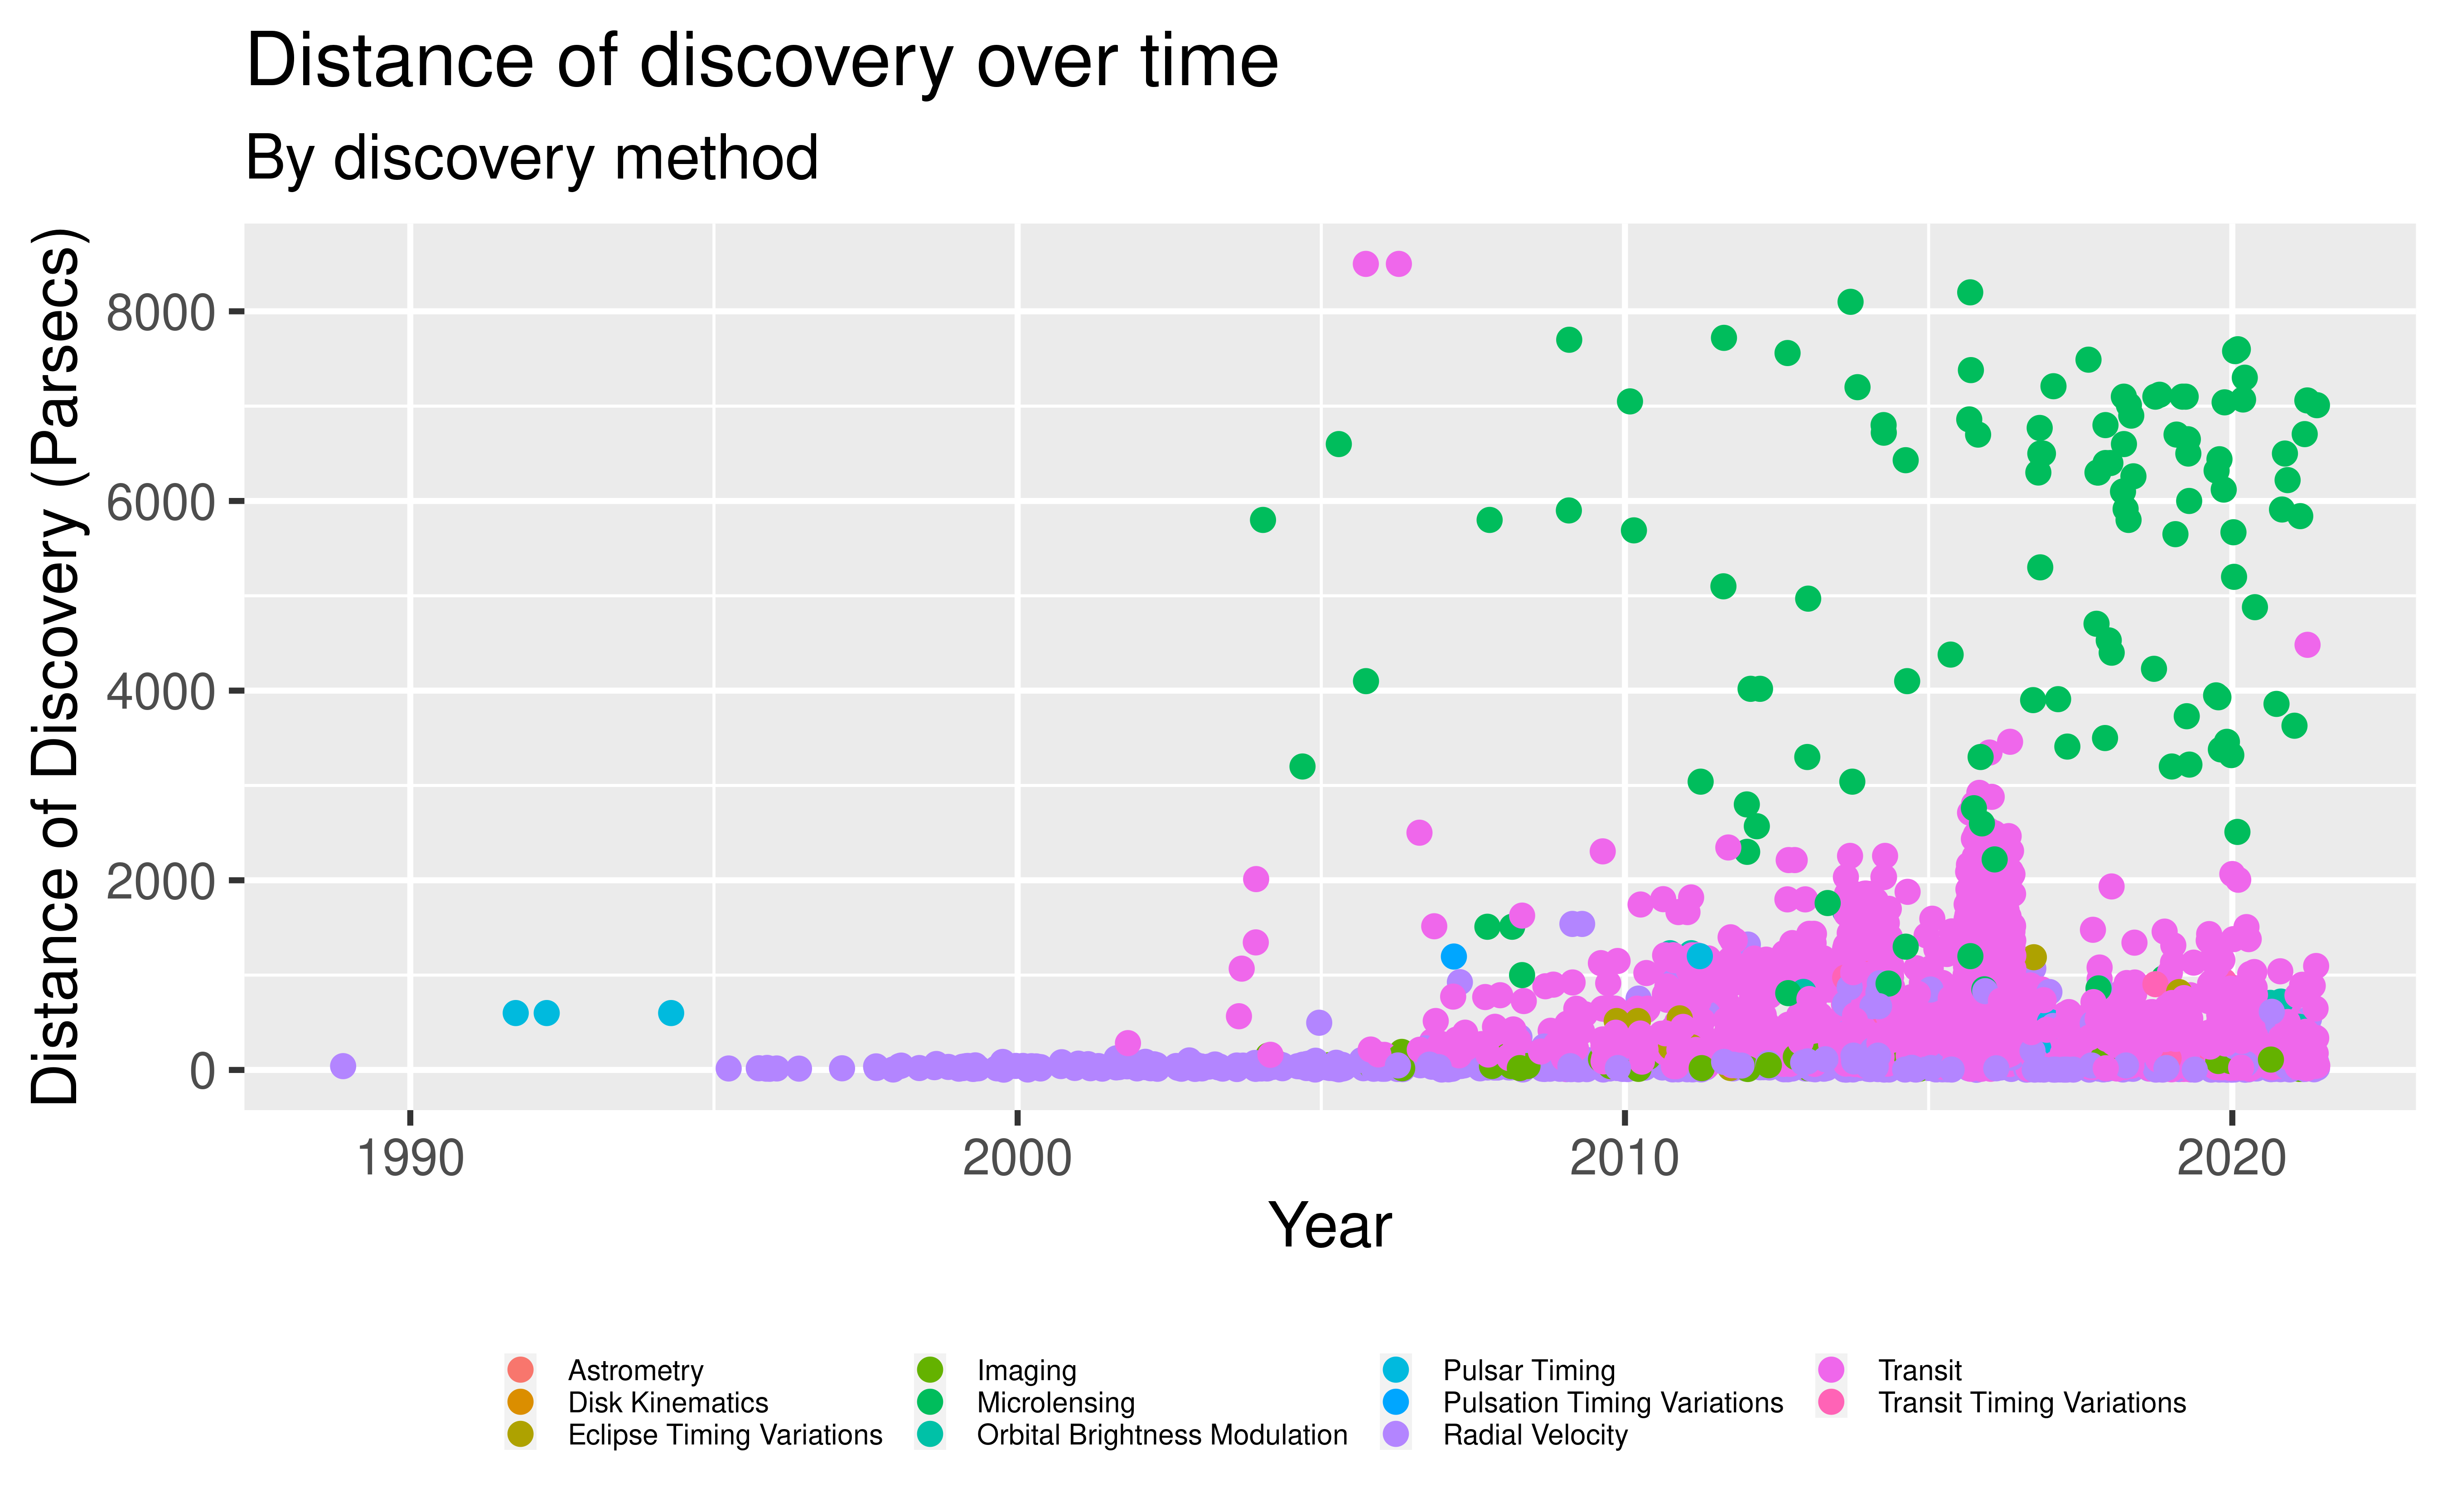 Distance of discovery over time
By discovery method
Distance of Discovery (Parsecs)
8000
6000
4000
2000
0
1990 2000 2010 2020
Year
Astrometry Imaging Pulsar Timing Transit
Disk Kinematics Microlensing Pulsation Timing Variations Transit Timing Variations
Eclipse Timing Variations Orbital Brightness Modulation Radial Velocity